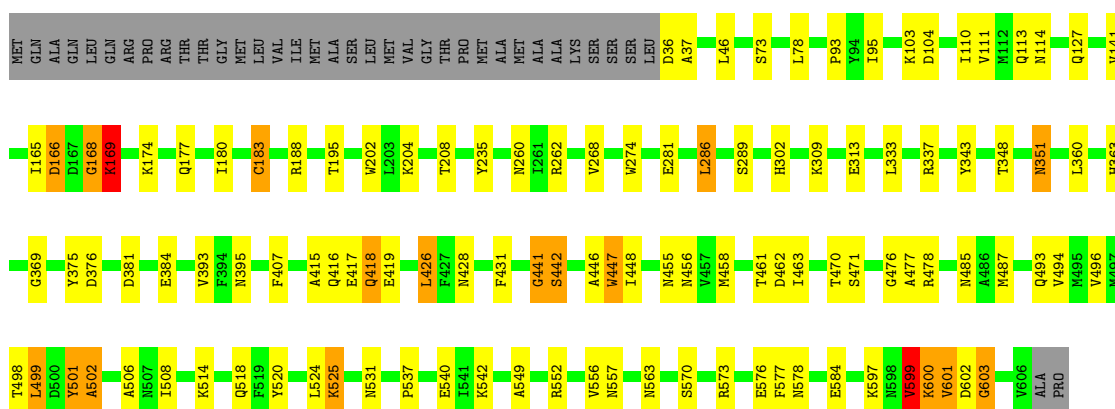 MET GLN ALA GLN LEU GLN ARG PRO ARG THR THR GLY MET LEU VAL ILE MET ALA SER LEU MET VAL GLY THR PRO MET ALA MET ALA ALA LYS SER SER SER LEU D36 A37 L46 S73 L78 P93 Y94 I95 K103 D104 I110 V111 M112 Q113 N114 Q127
I165 D166 D167 G168 K169 K174 Q177 I180 C183 R188 T195 W202 L203 K204 T208 Y235 N260 I261 R262 V268 W274 E281 L286 S289 H302 K309 E313 L333 R337 Y343 T348 N351 L360 H363
G369 Y375 D376 D381 E384 V393 F394 N395 F407 A415 Q416 E417 Q418 E419 L426 F427 N428 F431 G441 S442 A446 W447 I448 N455 N456 V457 M458 T461 D462 I463 T470 S471 G476 A477 R478 N485 A486 M487 Q493 V494 M495 V496 M497
T498 L499 D500 Y501 A502 A506 N507 I508 K514 Q518 F519 Y520 L524 K525 N531 P537 E540 I541 K542 A549 R552 V556 N557 N563 S570 R573 E576 F577 N578 E584 K597 N598 V599 K600 V601 D602 G603 V606 ALA PRO